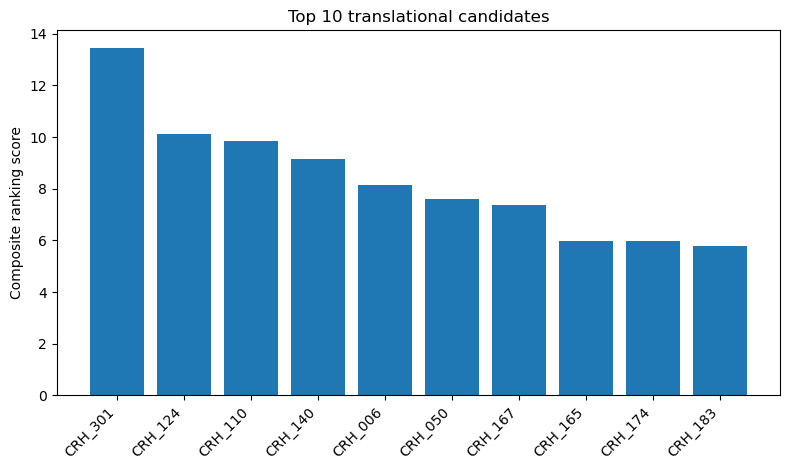 Top 10 translational candidates
Composite ranking score
14
12
10
8
6
4
2
0
CRH_301
CRH_124
CRH_110
CRH_140
CRH_006
CRH_050
CRH_167
CRH_165
CRH_174
CRH_183